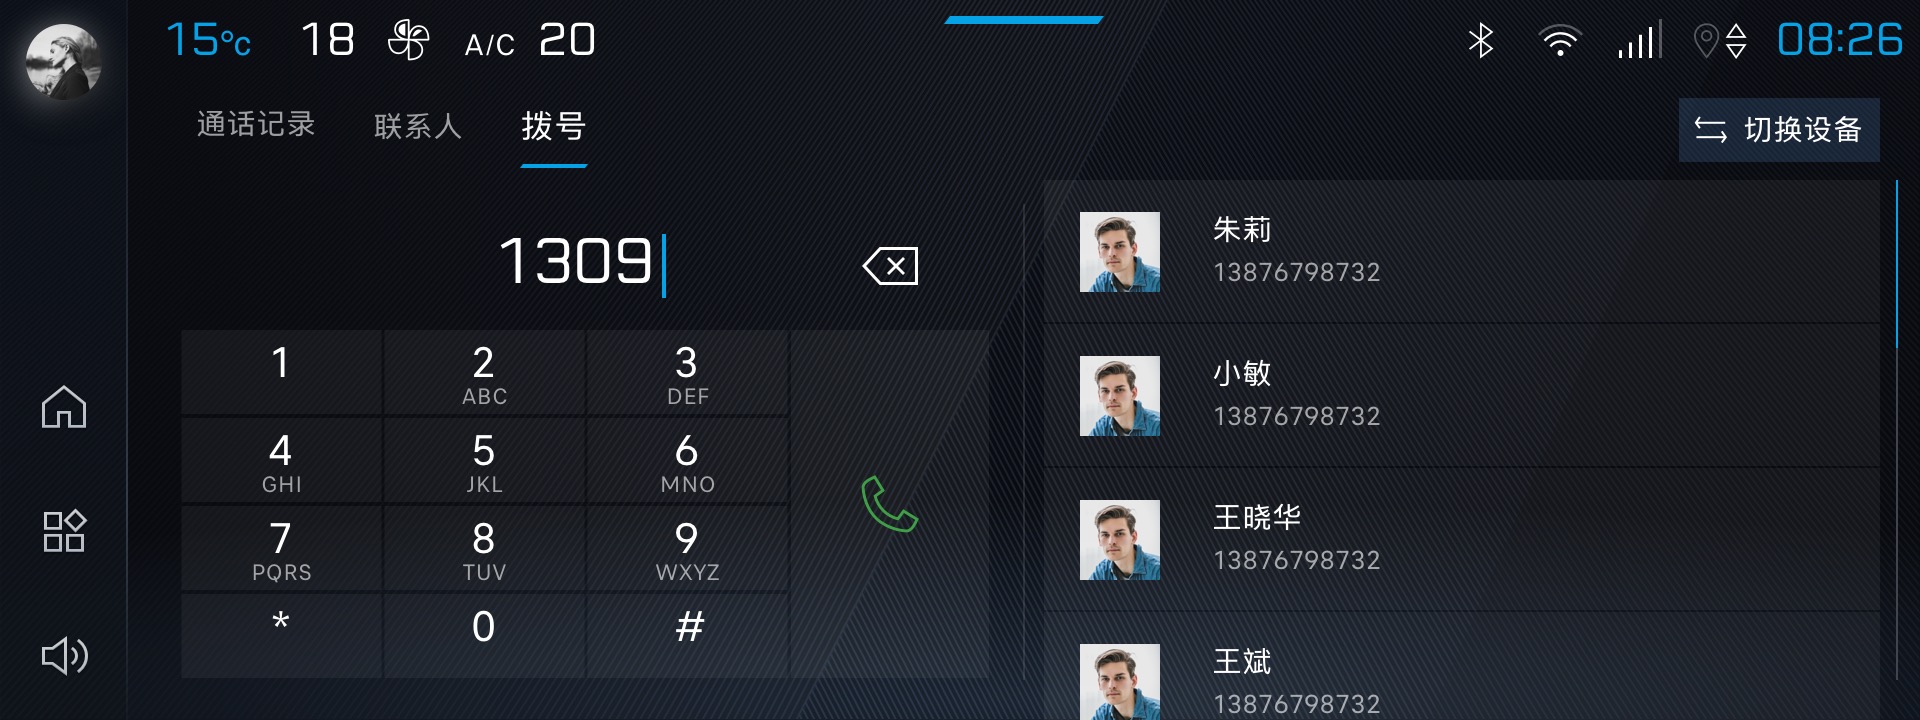 15°C 18 A/C 20 08:26
通话记录 联系人 拨号 切换设备
1309
1
2 ABC
3 DEF
4 GHI
5 JKL
6 MNO
7 PQRS
8 TUV
9 WXYZ
*
0
#
朱莉
13876798732
小敏
13876798732
王晓华
13876798732
王斌
13876798732